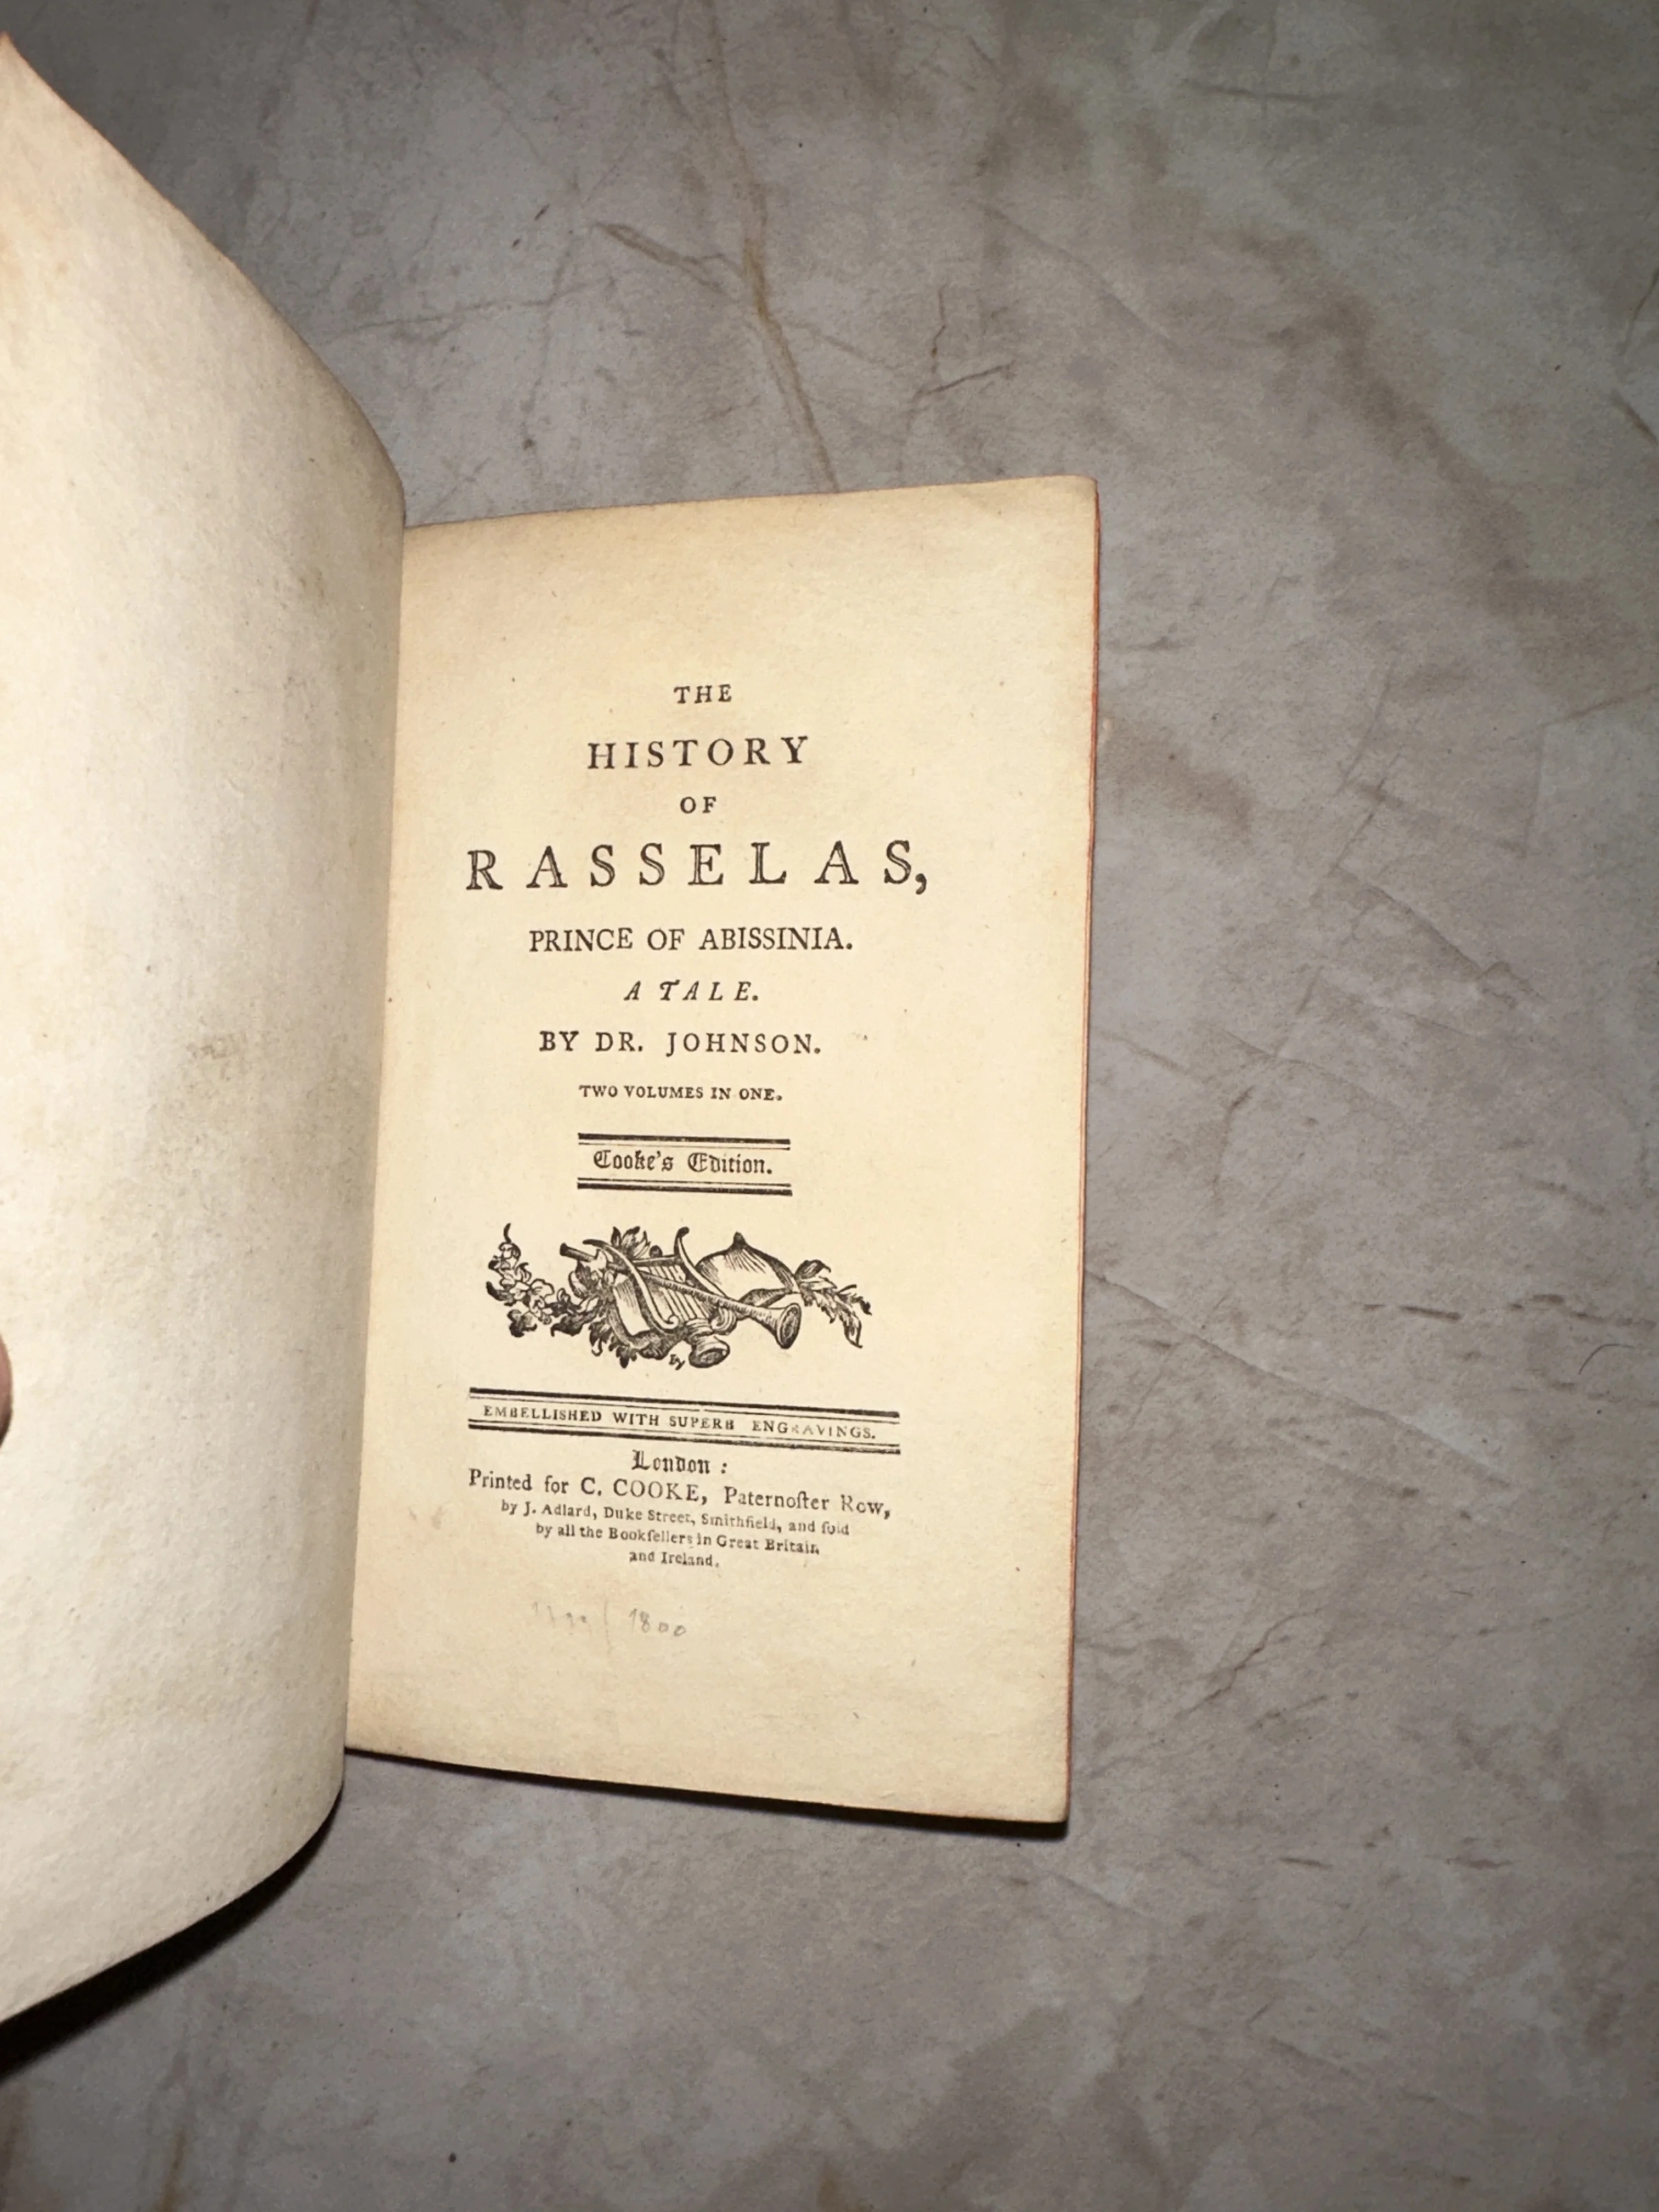 THE
HISTORY
OF
RASSELAS,
PRINCE OF ABISSINIA.
A TALE.
BY DR. JOHNSON.
TWO VOLUMES IN ONE.
Cooke's Edition.
EMBELLISHED WITH SUPERB ENGRAVINGS.
London :
Printed for C. COOKE, Paternoſter Row,
by J. Adlard, Duke Street, Smithfield, and ſold
by all the Bookſellers in Great Britain
and Ireland.
1800